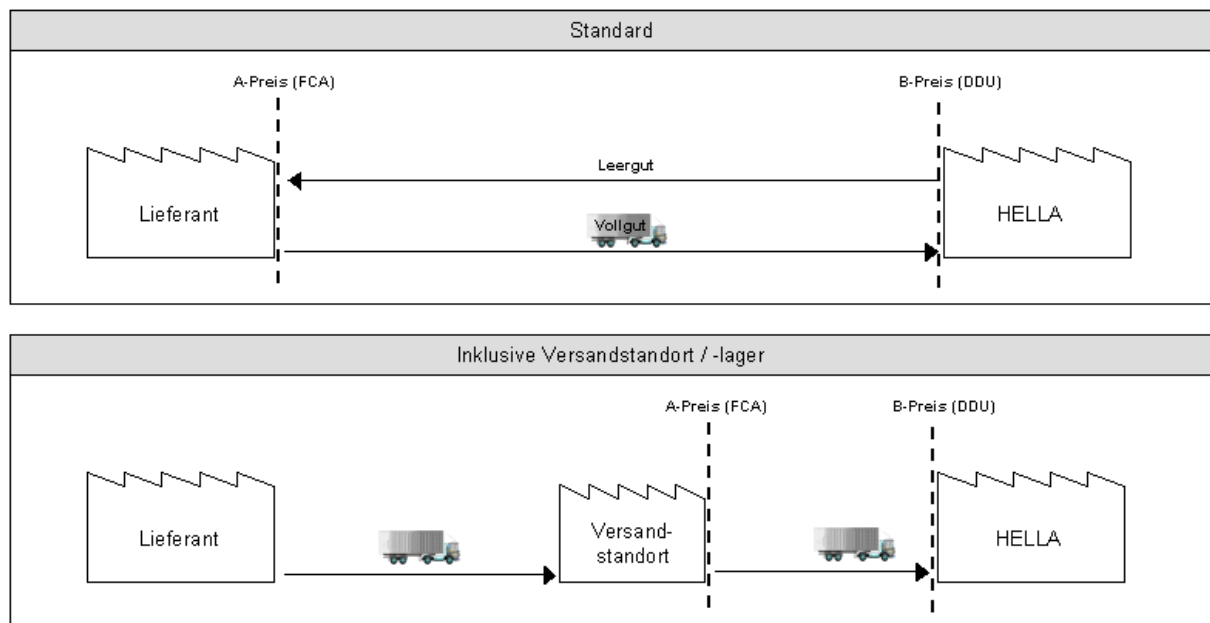 Standard
A-Preis (FCA)
B-Preis (DDU)
Leergut
Lieferant
Vollgut
HELLA
Inklusive Versandstandort / -lager
A-Preis (FCA)
B-Preis (DDU)
Lieferant
Versand-
standort
HELLA